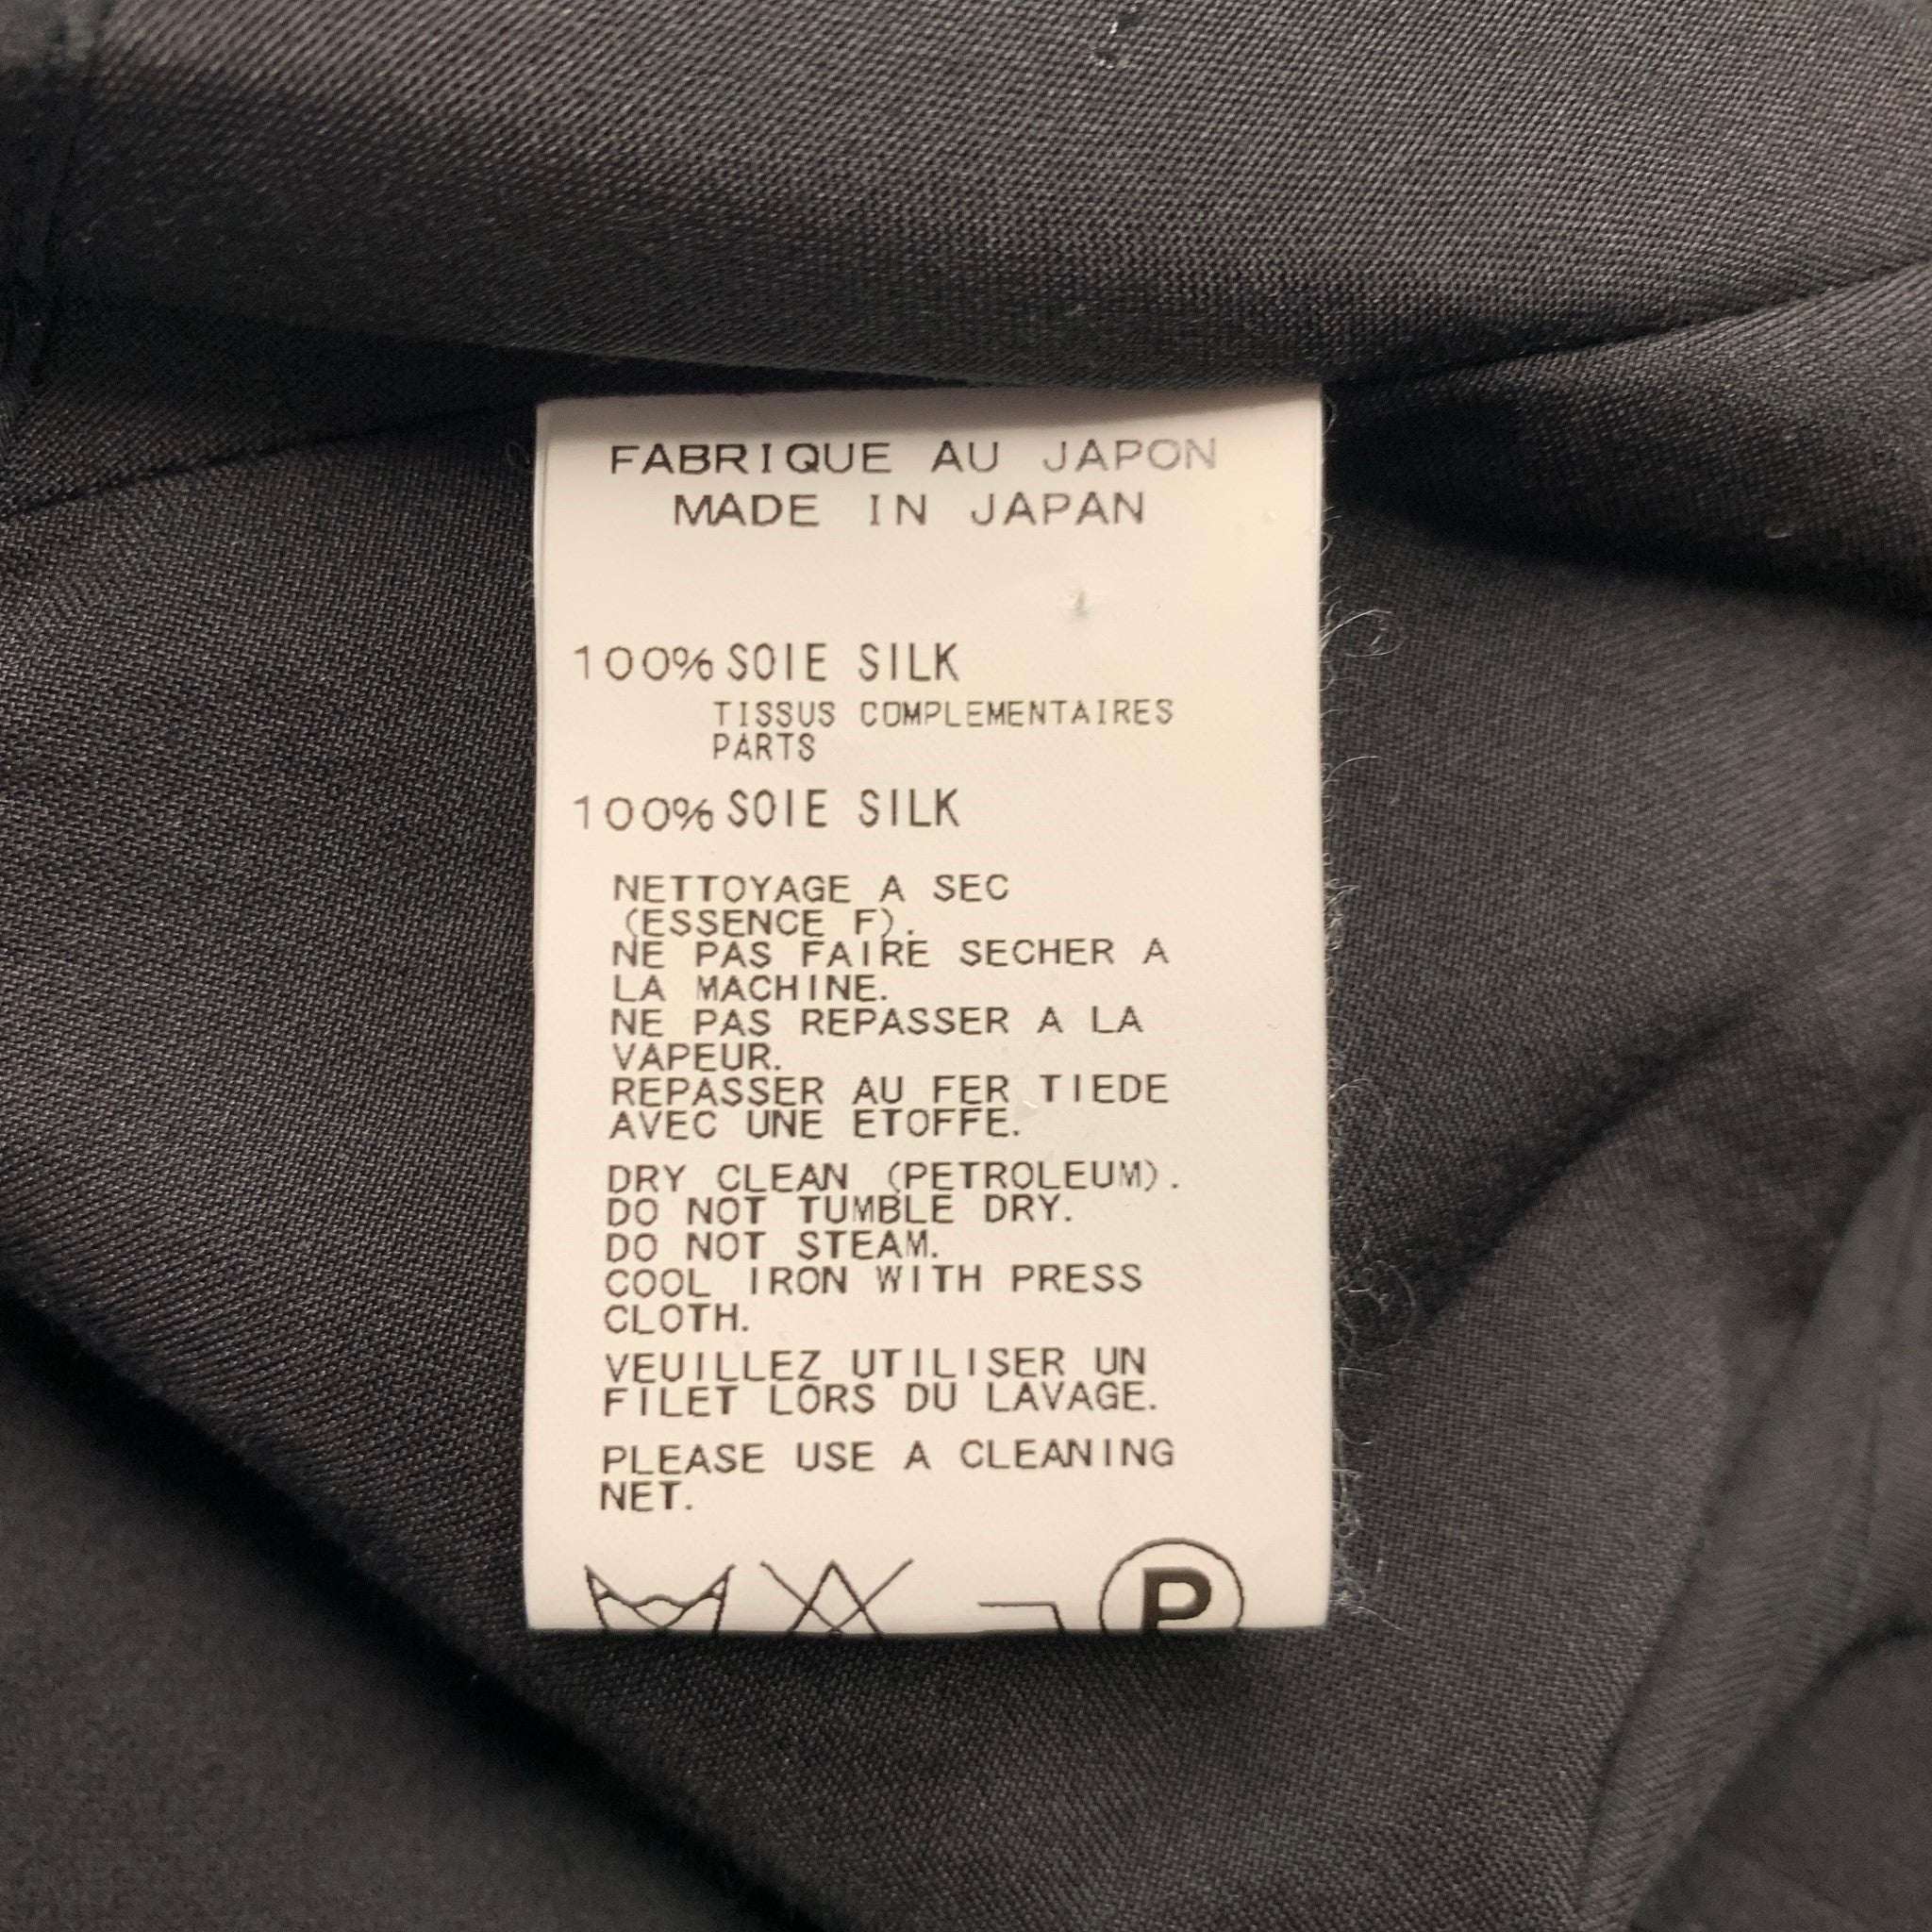 FABRIQUE AU JAPON
MADE IN JAPAN
100% SOIE SILK
TISSUS COMPLEMENTAIRES
PARTS
100% SOIE SILK
NETTOYAGE A SEC
(ESSENCE F).
NE PAS FAIRE SECHER A
LA MACHINE.
NE PAS REPASSER A LA
VAPEUR.
REPASSER AU FER TIEDE
AVEC UNE ETOFFE.
DRY CLEAN (PETROLEUM).
DO NOT TUMBLE DRY.
DO NOT STEAM.
COOL IRON WITH PRESS
CLOTH.
VEUILLEZ UTILISER UN
FILET LORS DU LAVAGE.
PLEASE USE A CLEANING
NET.
P